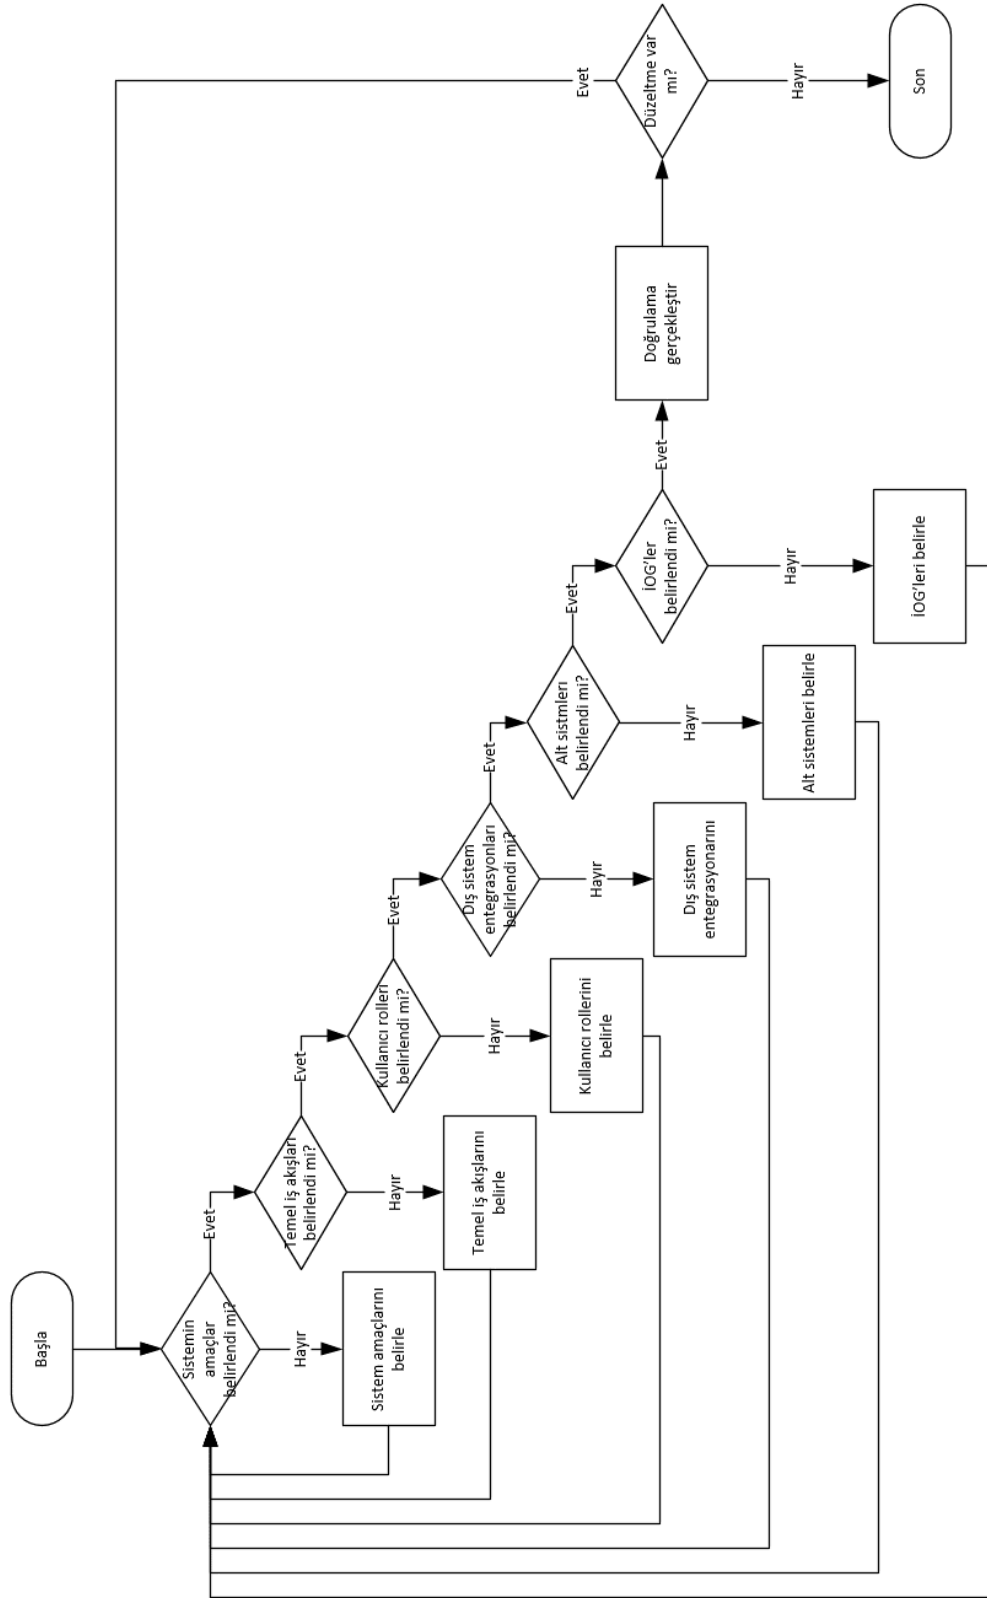 Başla
Sistemin
amaçlar
belirlendi mi?
Evet
Hayır
Sistem amaçlarını
belirle
Temel iş akışları
belirlendi mi?
Evet
Hayır
Temel iş akışlarını
belirle
Kullanıcı rolleri
belirlendi mi?
Evet
Hayır
Kullanıcı rollerini
belirle
Dış sistem
entegrasyonları
belirlendi mi?
Evet
Hayır
Dış sistem
entegrasyonarını
Alt sistmleri
belirlendi mi?
Evet
Hayır
Alt sistemleri belirle
İOG'ler
belirlendi mi?
Evet
Hayır
İOG'leri belirle
Doğrulama
gerçekleştir
Düzeltme var
mı?
Evet
Hayır
Son